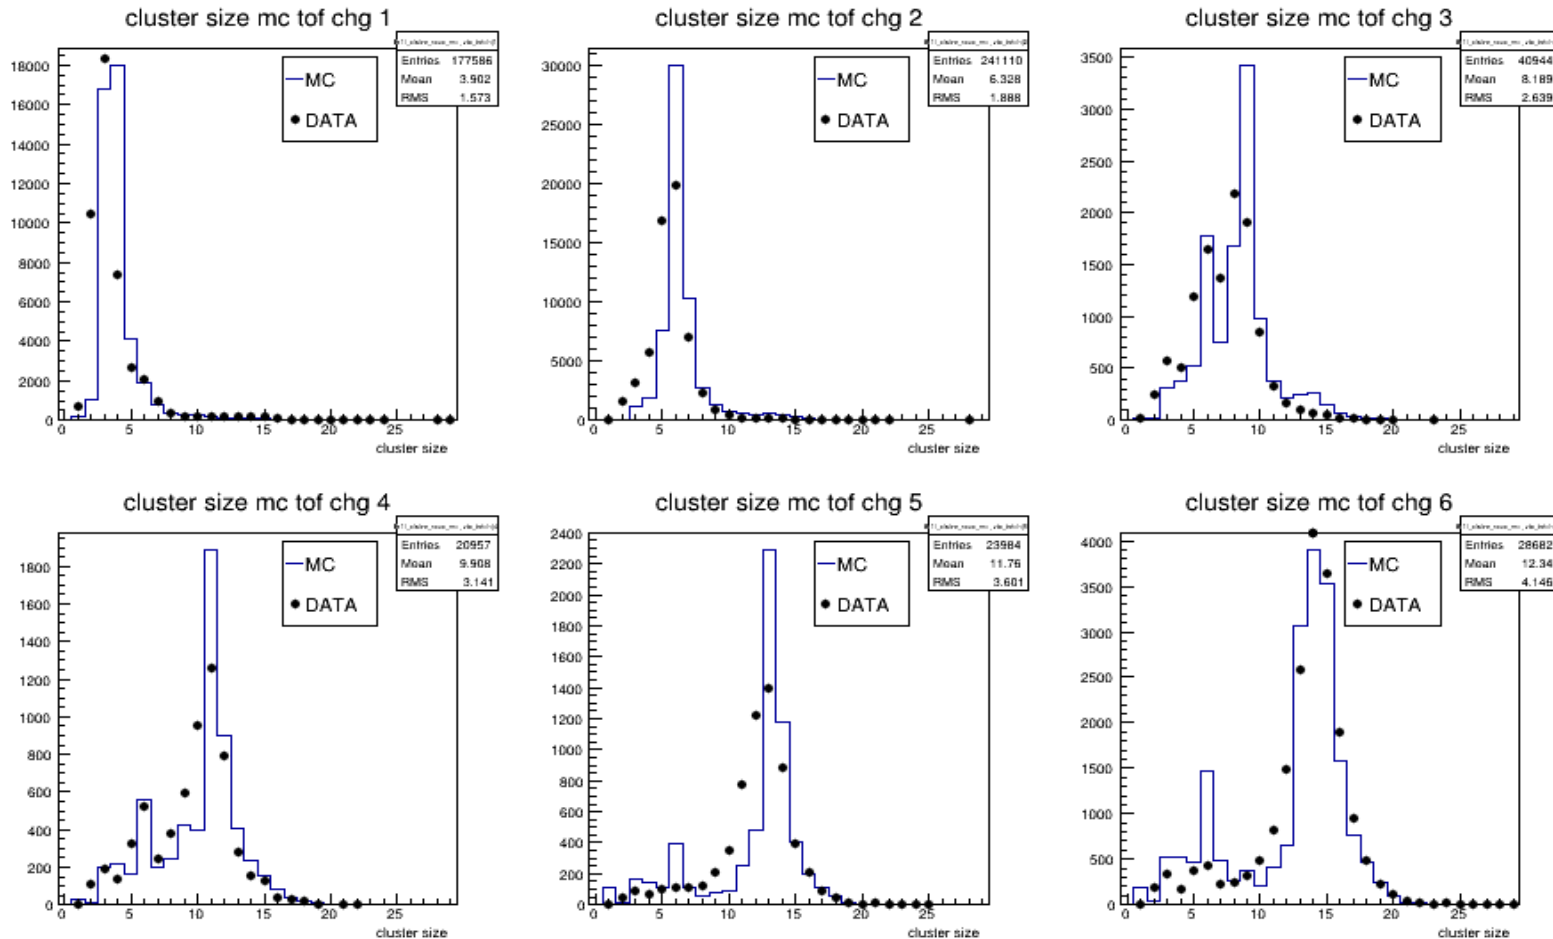 cluster size mc tof chg 1
Entries 177586
Mean 3.902
RMS 1.573
MC
DATA
18000
16000
14000
12000
10000
8000
6000
4000
2000
0
0 5 10 15 20 25
cluster size
cluster size mc tof chg 2
Entries 241110
Mean 6.328
RMS 1.888
MC
DATA
30000
25000
20000
15000
10000
5000
0
0 5 10 15 20 25
cluster size
cluster size mc tof chg 3
Entries 40944
Mean 8.189
RMS 2.639
MC
DATA
3500
3000
2500
2000
1500
1000
500
0
0 5 10 15 20 25
cluster size
cluster size mc tof chg 4
Entries 20957
Mean 9.908
RMS 3.141
MC
DATA
1800
1600
1400
1200
1000
800
600
400
200
0
0 5 10 15 20 25
cluster size
cluster size mc tof chg 5
Entries 23984
Mean 11.76
RMS 3.601
MC
DATA
2400
2200
2000
1800
1600
1400
1200
1000
800
600
400
200
0
0 5 10 15 20 25
cluster size
cluster size mc tof chg 6
Entries 28682
Mean 12.34
RMS 4.146
MC
DATA
4000
3500
3000
2500
2000
1500
1000
500
0
0 5 10 15 20 25
cluster size